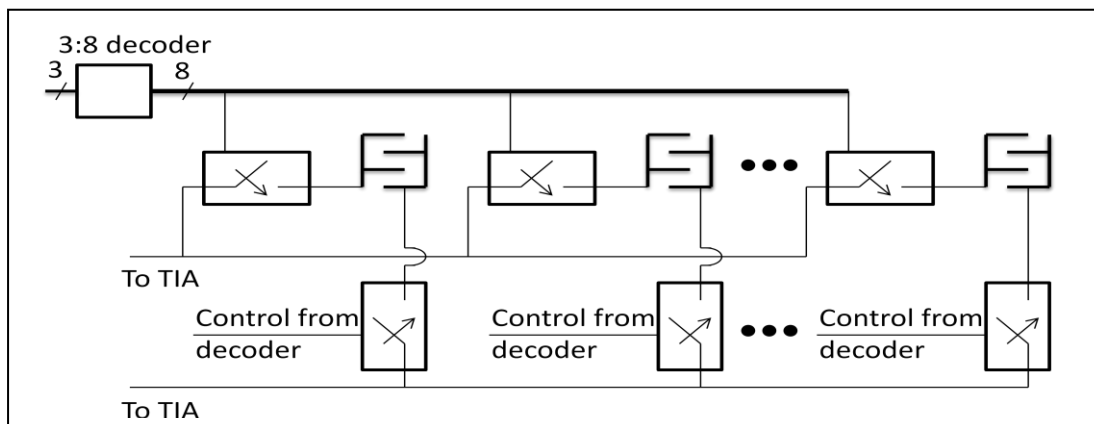 3:8 decoder
3
8
To TIA
Control from
decoder
Control from
decoder
Control from
decoder
To TIA